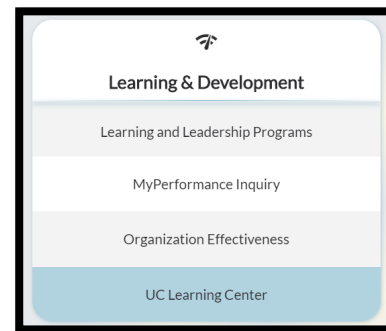 Learning & Development
Learning and Leadership Programs
MyPerformance Inquiry
Organization Effectiveness
UC Learning Center